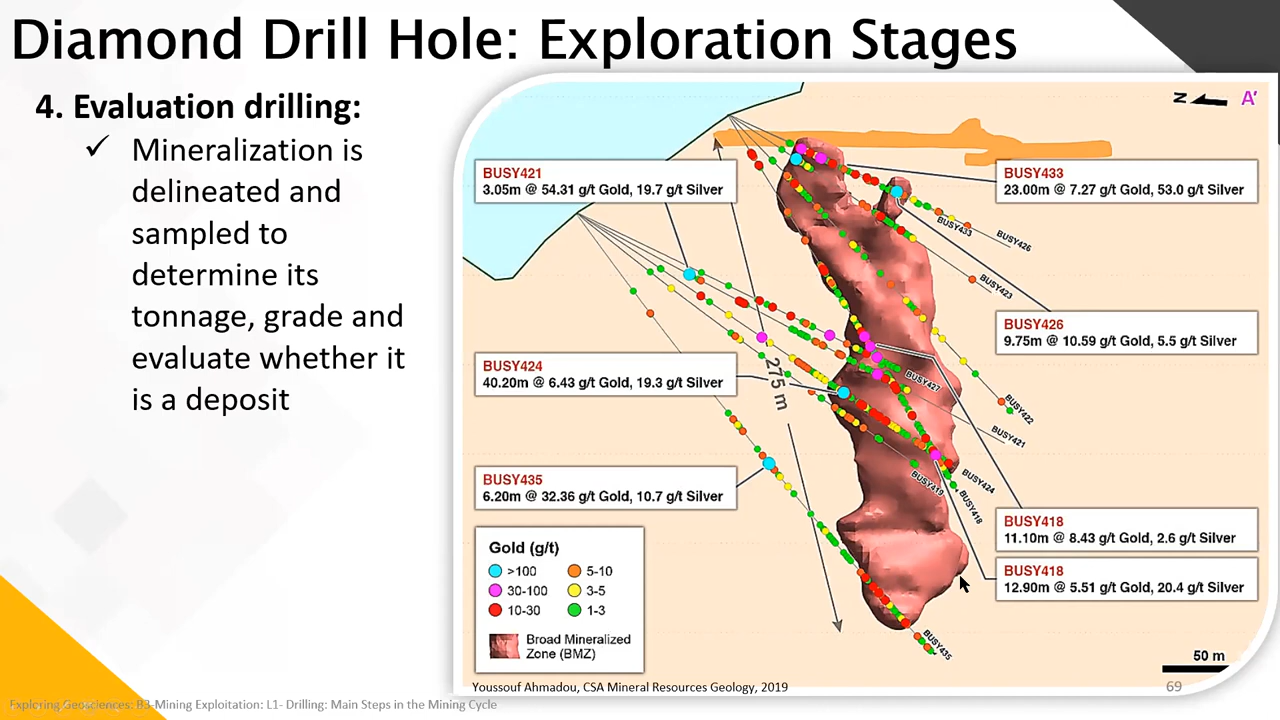 Diamond Drill Hole: Exploration Stages
4. Evaluation drilling:
✓ Mineralization is
delineated and
sampled to
determine its
tonnage, grade and
evaluate whether it
is a deposit
N
A'
BUSY421
3.05m @ 54.31 g/t Gold, 19.7 g/t Silver
BUSY433
23.00m @ 7.27 g/t Gold, 53.0 g/t Silver
BUSY433
BUSY426
BUSY423
BUSY426
9.75m @ 10.59 g/t Gold, 5.5 g/t Silver
BUSY424
40.20m @ 6.43 g/t Gold, 19.3 g/t Silver
275 m
BUSY427
BUSY422
BUSY421
BUSY435
6.20m @ 32.36 g/t Gold, 10.7 g/t Silver
BUSY419
BUSY424
BUSY418
BUSY418
11.10m @ 8.43 g/t Gold, 2.6 g/t Silver
BUSY418
12.90m @ 5.51 g/t Gold, 20.4 g/t Silver
Gold (g/t)
>100 5-10
30-100 3-5
10-30 1-3
Broad Mineralized
Zone (BMZ)
BUSY435
50 m
Youssouf Ahmadou, CSA Mineral Resources Geology, 2019
69
Exploring Geosciences: B3-Mining Exploitation: L1- Drilling: Main Steps in the Mining Cycle